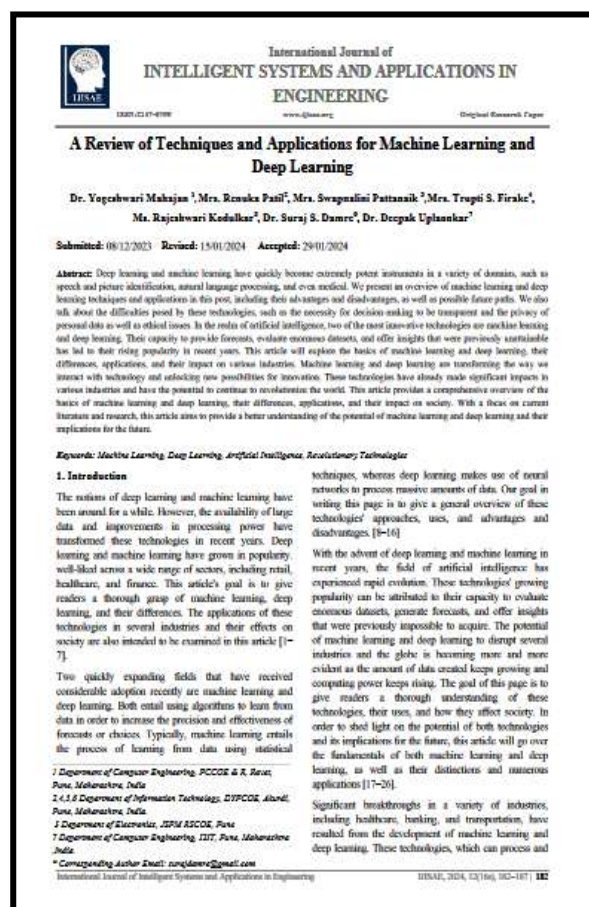 International Journal of
INTELLIGENT SYSTEMS AND APPLICATIONS IN
ENGINEERING
IJISAE
ISSN:2147-6799
www.ijisae.org
Original Research Paper
A Review of Techniques and Applications for Machine Learning and
Deep Learning
Dr. Yogeshwari Mahajan ¹, Mrs. Renuka Patil², Mrs. Swapnalini Pattanaik ³, Mrs. Trupti S. Firake⁴,
Ms. Rajeshwari Kodulkar⁵, Dr. Suraj S. Damre⁶, Dr. Deepak Uplaonkar⁷
Submitted: 08/12/2023 Revised: 15/01/2024 Accepted: 29/01/2024
Abstract: Deep learning and machine learning have quickly become extremely potent instruments in a variety of domains, such as
speech and picture identification, natural language processing, and even medical. We present an overview of machine learning and deep
learning techniques and applications in this post, including their advantages and disadvantages, as well as possible future paths. We also
talk about the difficulties posed by these technologies, such as the necessity for decision-making to be transparent and the privacy of
personal data as well as ethical issues. In the realm of artificial intelligence, two of the most innovative technologies are machine learning
and deep learning. Their capacity to provide forecasts, evaluate enormous datasets, and offer insights that were previously unattainable
has led to their rising popularity in recent years. This article will explore the basics of machine learning and deep learning, their
differences, applications, and their impact on various industries. Machine learning and deep learning are transforming the way we
interact with technology and unlocking new possibilities for innovation. These technologies have already made significant impacts in
various industries and have the potential to continue to revolutionize the world. This article provides a comprehensive overview of the
basics of machine learning and deep learning, their differences, applications, and their impact on society. With a focus on current
literature and research, this article aims to provide a better understanding of the potential of machine learning and deep learning and their
implications for the future.
Keywords: Machine Learning, Deep Learning, Artificial Intelligence, Revolutionary Technologies
1. Introduction
The notions of deep learning and machine learning have
been around for a while. However, the availability of large
data and improvements in processing power have
transformed these technologies in recent years. Deep
learning and machine learning have grown in popularity.
well-liked across a wide range of sectors, including retail,
healthcare, and finance. This article's goal is to give
readers a thorough grasp of machine learning, deep
learning, and their differences. The applications of these
technologies in several industries and their effects on
society are also intended to be examined in this article [1–
7].
Two quickly expanding fields that have received
considerable adoption recently are machine learning and
deep learning. Both entail using algorithms to learn from
data in order to increase the precision and effectiveness of
forecasts or choices. Typically, machine learning entails
the process of learning from data using statistical
1 Department of Computer Engineering, PCCOE & R, Ravet,
Pune, Maharashtra, India
2,4,5,6 Department of Information Technology, DYPCOE, Akurdi,
Pune, Maharashtra, India.
3 Department of Electronics, JSPM RSCOE, Pune
7 Department of Computer Engineering, IIIT, Pune, Maharashtra
India.
* Corresponding Author Email: surajdamre@gmail.com
techniques, whereas deep learning makes use of neural
networks to process massive amounts of data. Our goal in
writing this page is to give a general overview of these
technologies' approaches, uses, and advantages and
disadvantages. [8–16]
With the advent of deep learning and machine learning in
recent years, the field of artificial intelligence has
experienced rapid evolution. These technologies' growing
popularity can be attributed to their capacity to evaluate
enormous datasets, generate forecasts, and offer insights
that were previously impossible to acquire. The potential
of machine learning and deep learning to disrupt several
industries and the globe is becoming more and more
evident as the amount of data created keeps growing and
computing power keeps rising. The goal of this page is to
give readers a thorough understanding of these
technologies, their uses, and how they affect society. In
order to shed light on the potential of both technologies
and its implications for the future, this article will go over
the fundamentals of both machine learning and deep
learning, as well as their distinctions and numerous
applications [17–26].
Significant breakthroughs in a variety of industries,
including healthcare, banking, and transportation, have
resulted from the development of machine learning and
deep learning. These technologies, which can process and
International Journal of Intelligent Systems and Applications in Engineering
IJISAE, 2024, 12(16s), 182–187 | 182